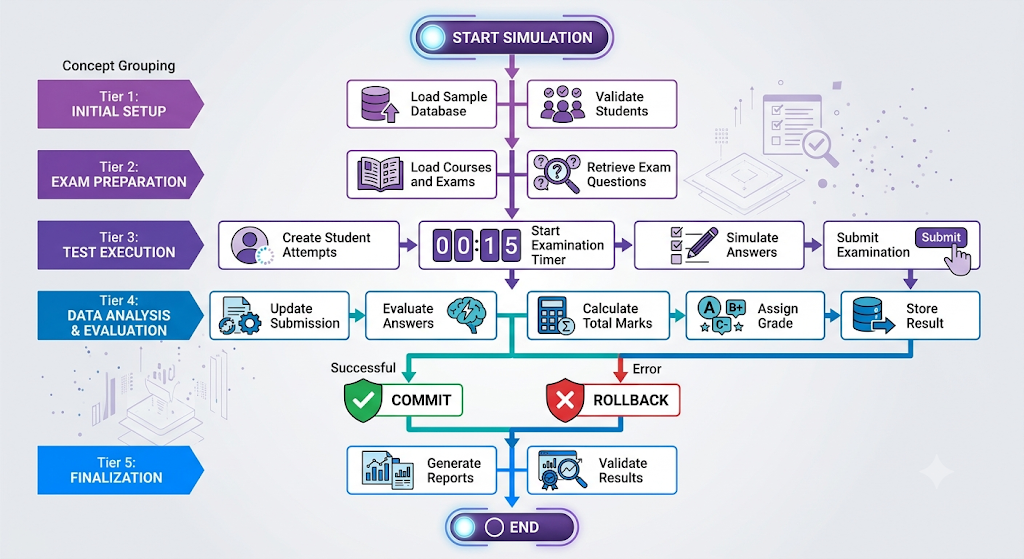 START SIMULATION
Concept Grouping
Tier 1:
INITIAL SETUP
Load Sample
Database
Validate
Students
Tier 2:
EXAM PREPARATION
Load Courses
and Exams
? ? ?
Retrieve Exam
Questions
Tier 3:
TEST EXECUTION
Create Student
Attempts
00:15
Start
Examination
Timer
Simulate
Answers
Submit
Examination
Submit
Tier 4:
DATA ANALYSIS
& EVALUATION
Update
Submission
Evaluate
Answers
Σ
Calculate
Total Marks
A B+
C-
Assign
Grade
Store
Result
Successful
COMMIT
Error
ROLLBACK
Tier 5:
FINALIZATION
Generate
Reports
Validate
Results
END